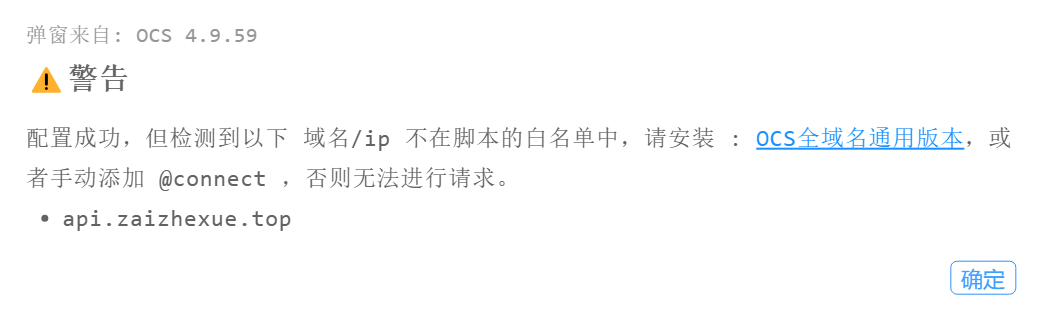 弹窗来自: OCS 4.9.59
⚠️警告
配置成功，但检测到以下 域名/ip 不在脚本的白名单中，请安装 : OCS全域名通用版本，或
者手动添加 @connect ，否则无法进行请求。
• api.zaizhexue.top
确定